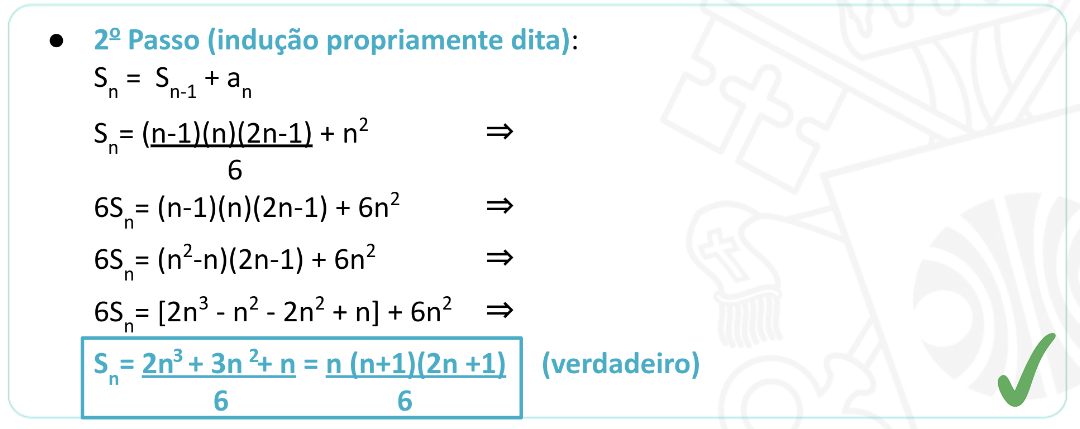 ● 2º Passo (indução propriamente dita):
Sₙ = Sₙ₋₁ + aₙ
Sₙ= (n-1)(n)(2n-1) + n² ⇒
6
6Sₙ= (n-1)(n)(2n-1) + 6n² ⇒
6Sₙ= (n²-n)(2n-1) + 6n² ⇒
6Sₙ= [2n³ - n² - 2n² + n] + 6n² ⇒
Sₙ= 2n³ + 3n ²+ n = n (n+1)(2n +1) (verdadeiro)
6 6